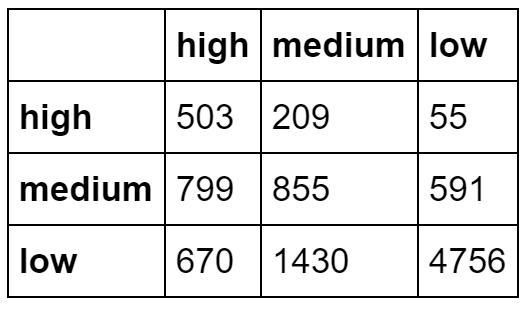 high medium low
high 503 209 55
medium 799 855 591
low 670 1430 4756